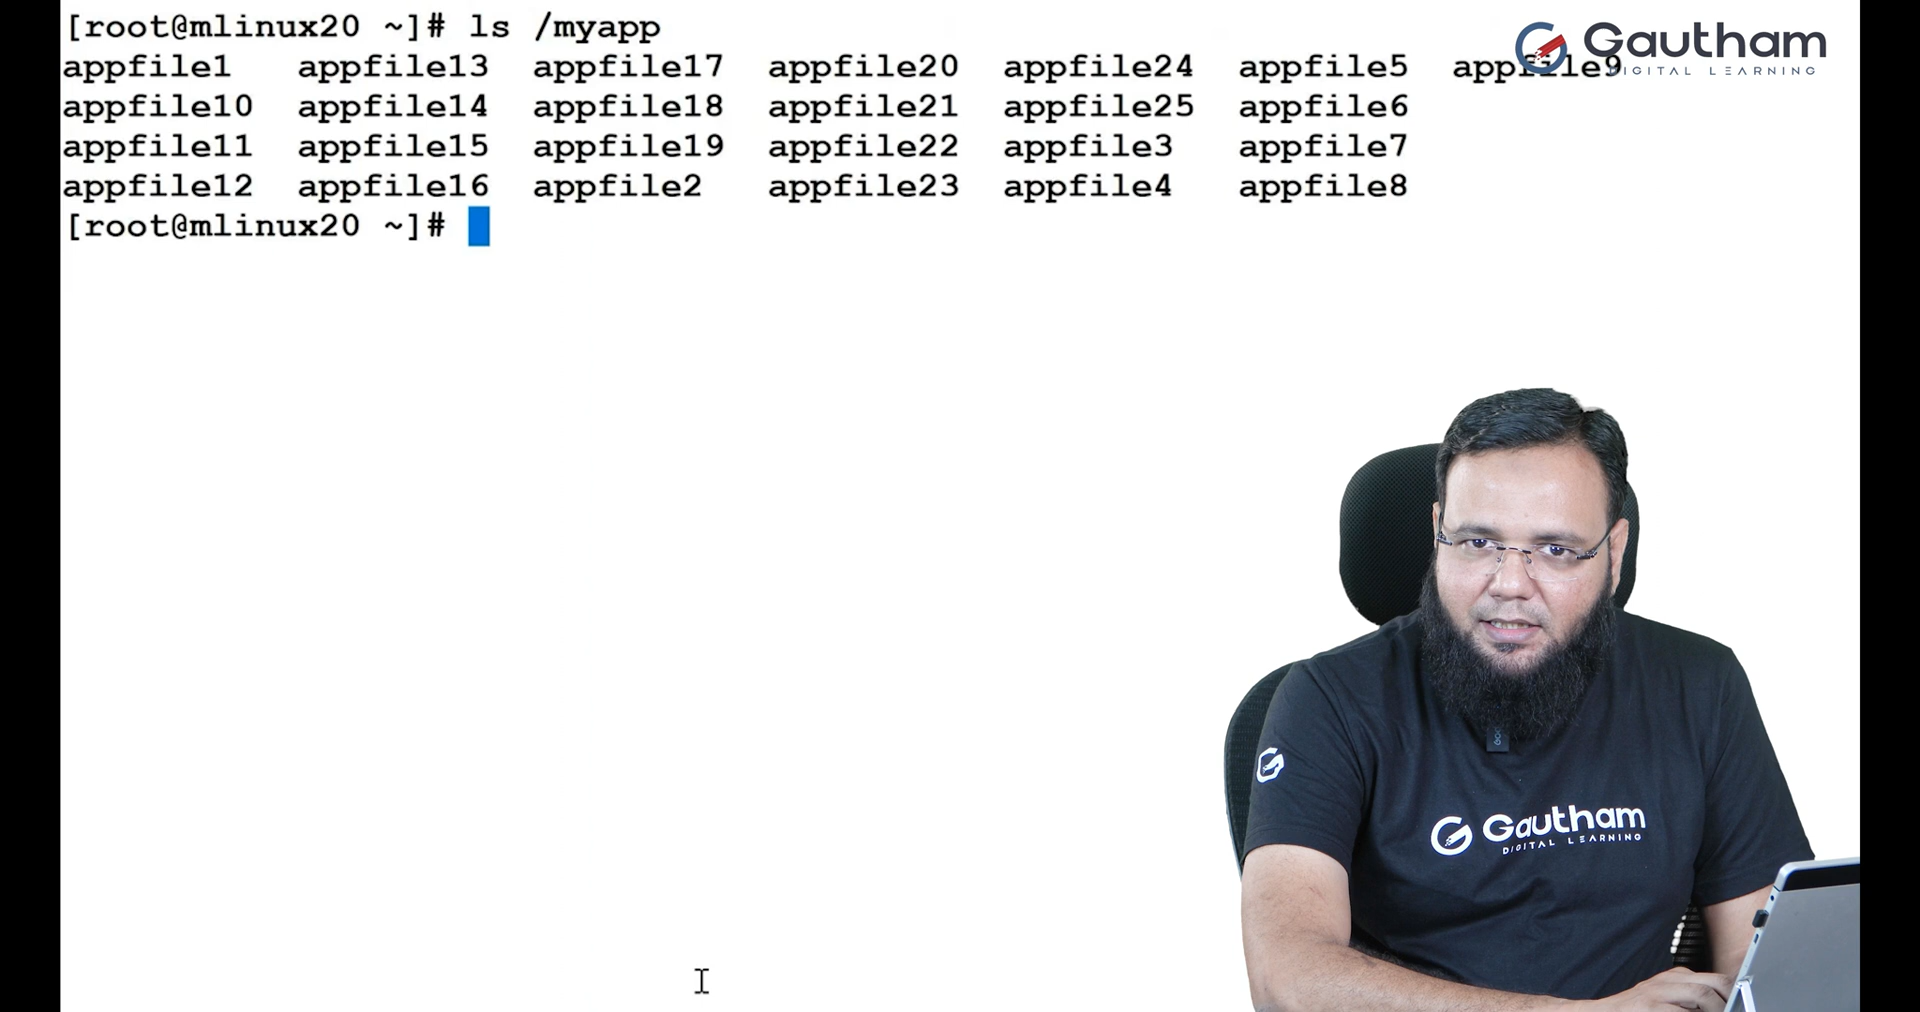 [root@mlinux20 ~]# ls /myapp
appfile1 appfile13 appfile17 appfile20 appfile24 appfile5 appfile9
appfile10 appfile14 appfile18 appfile21 appfile25 appfile6
appfile11 appfile15 appfile19 appfile22 appfile3 appfile7
appfile12 appfile16 appfile2 appfile23 appfile4 appfile8
[root@mlinux20 ~]#
Gautham
DIGITAL LEARNING
Gautham
DIGITAL LEARNING